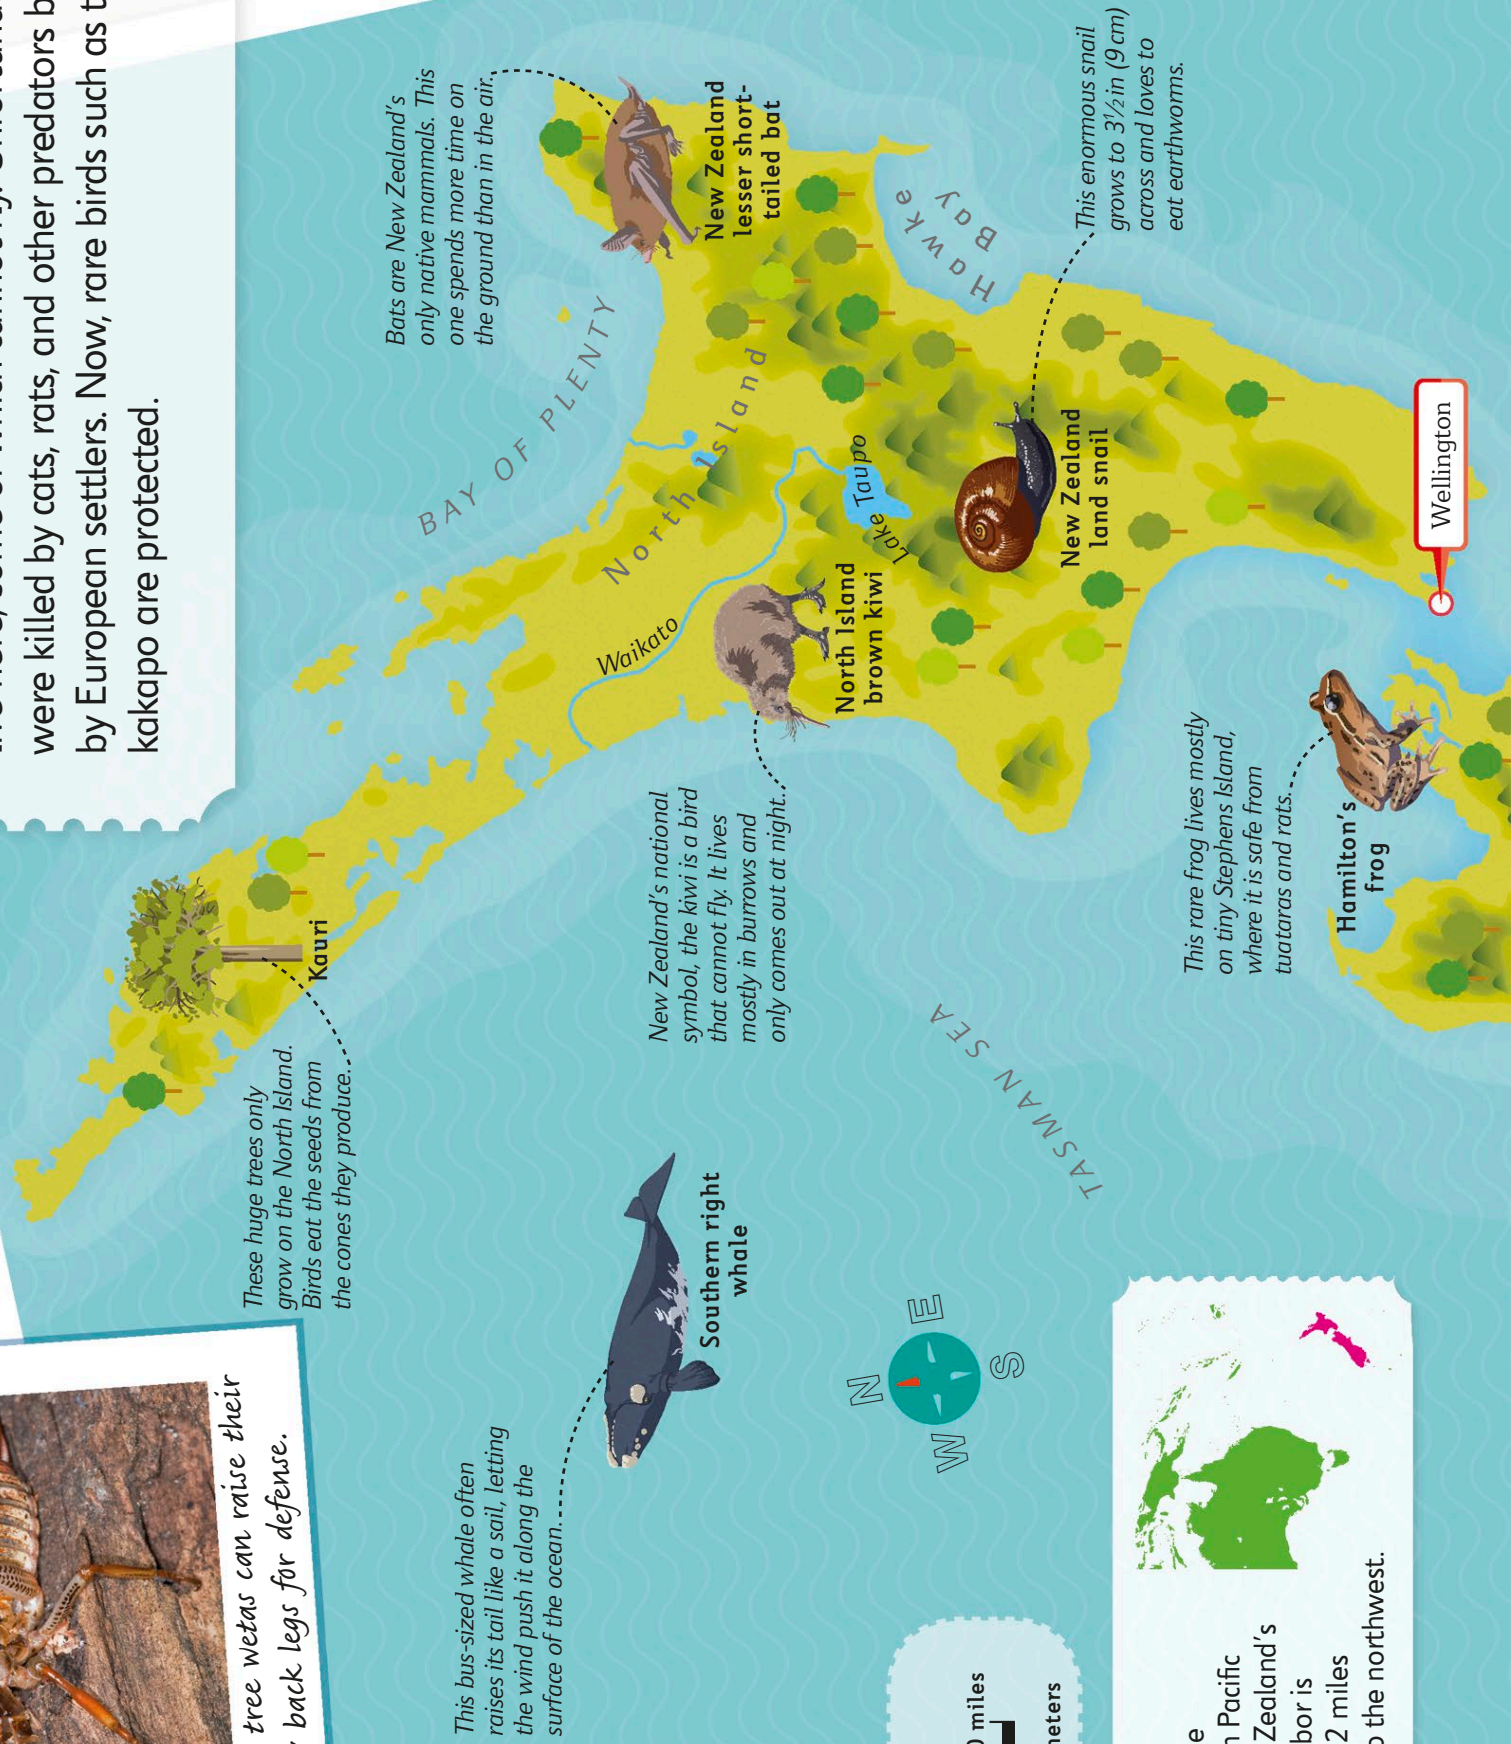 were killed by cats, rats, and other predators b
by European settlers. Now, rare birds such as t
kakapo are protected.
tree wetas can raise their
back legs for defense.
These huge trees only
grow on the North Island.
Birds eat the seeds from
the cones they produce.
Kauri
Bats are New Zealand's
only native mammals. This
one spends more time on
the ground than in the air.
New Zealand
lesser short-
tailed bat
BAY OF PLENTY
North Island
Waikato
Lake Taupo
Hawke
Bay
This enormous snail
grows to 3½ in (9 cm)
across and loves to
eat earthworms.
New Zealand
land snail
New Zealand's national
symbol, the kiwi is a bird
that cannot fly. It lives
mostly in burrows and
only comes out at night.
North Island
brown kiwi
This bus-sized whale often
raises its tail like a sail, letting
the wind push it along the
surface of the ocean.
Southern right
whale
TASMAN SEA
N
E
S
W
This rare frog lives mostly
on tiny Stephens Island,
where it is safe from
tuataras and rats.
Hamilton's
frog
Wellington
0 miles
meters
e
n Pacific
Zealand's
bor is
2 miles
o the northwest.